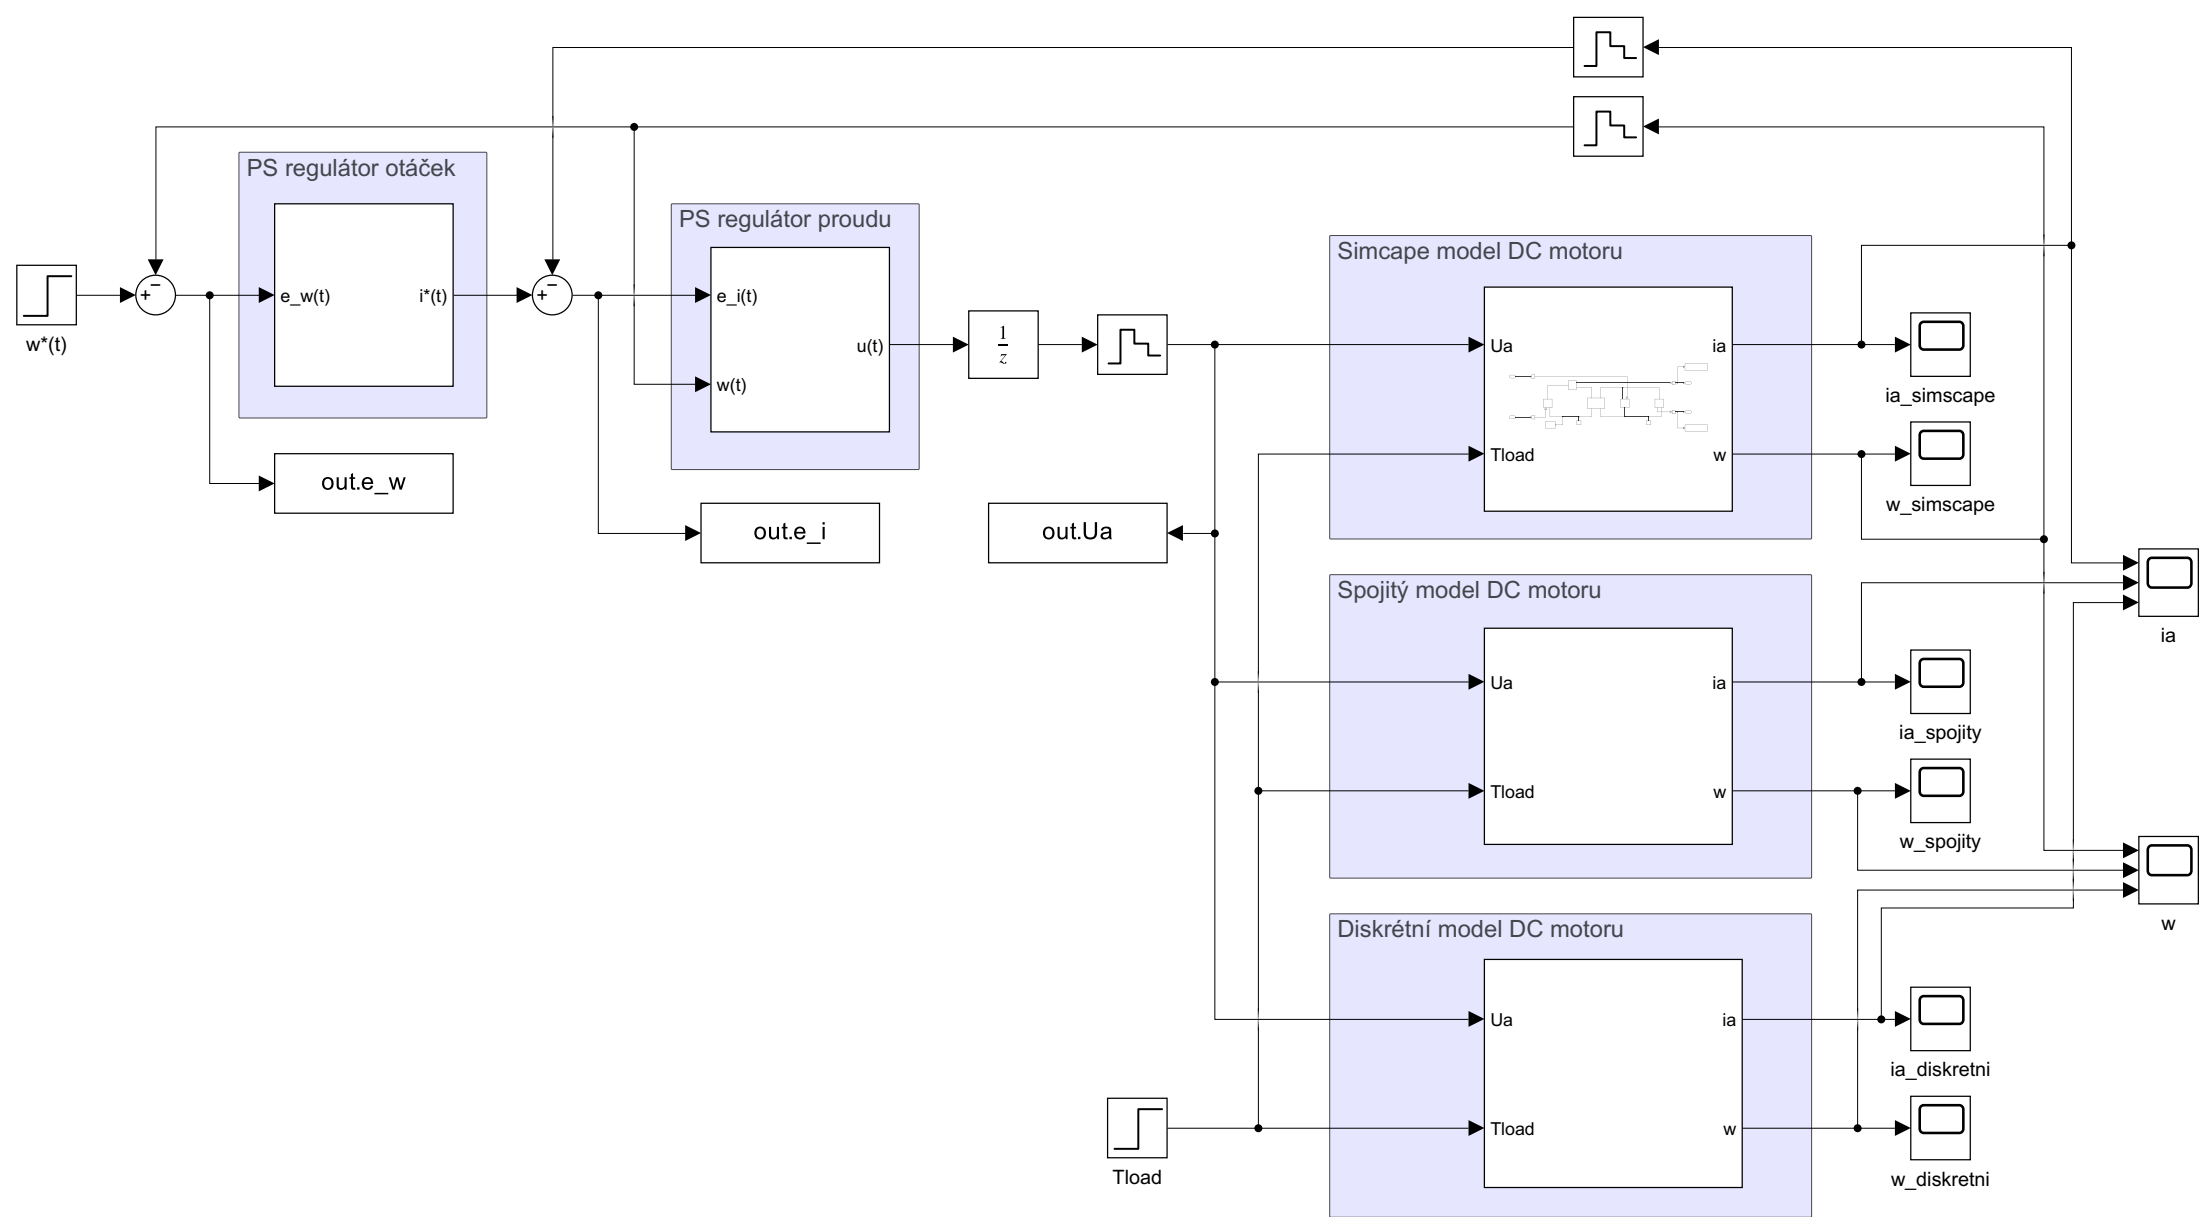 PS regulátor otáček
PS regulátor proudu
Simcape model DC motoru
w*(t)
+
−
e_w(t)
i*(t)
+
−
e_i(t)
w(t)
u(t)
1
z
Ua
Tload
ia
w
ia_simscape
w_simscape
out.e_w
out.e_i
out.Ua
ia
Spojitý model DC motoru
Ua
Tload
ia
w
ia_spojity
w_spojity
w
Diskrétní model DC motoru
Ua
Tload
ia
w
ia_diskretni
w_diskretni
Tload